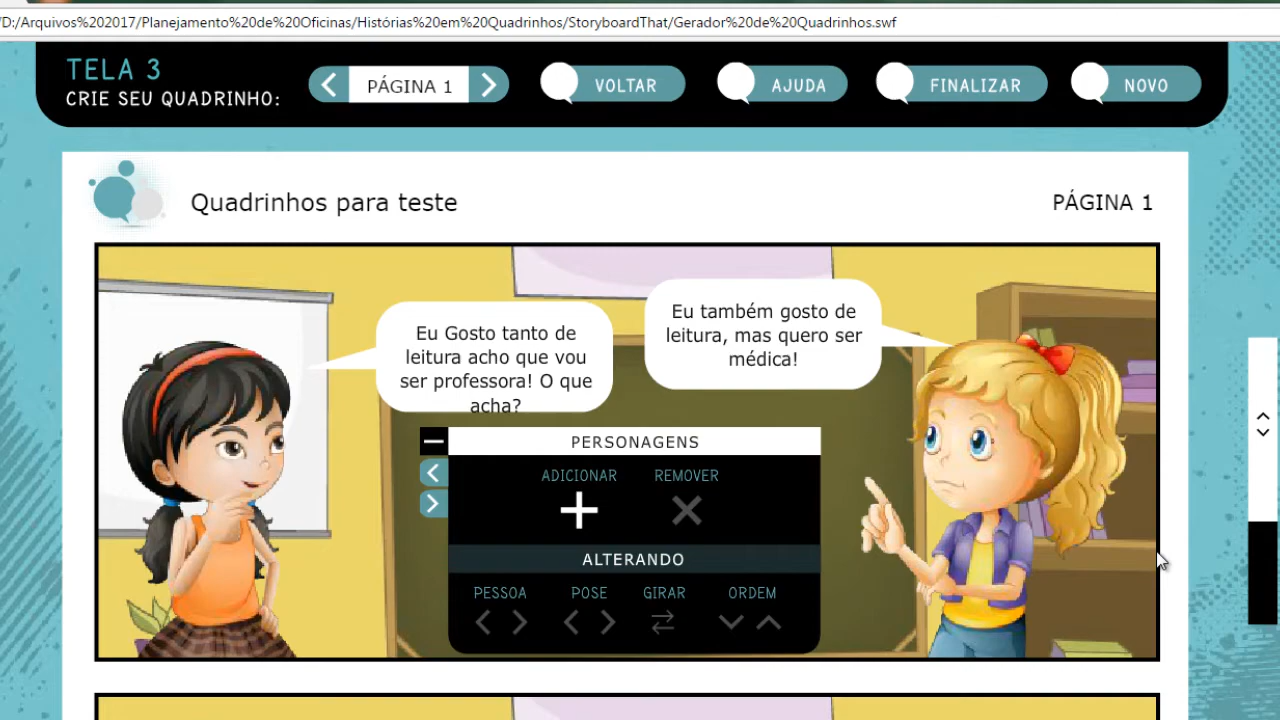 D:/Arquivos%202017/Planejamento%20de%20Oficinas/Histórias%20em%20Quadrinhos/StoryboardThat/Gerador%20de%20Quadrinhos.swf
TELA 3
CRIE SEU QUADRINHO:
PÁGINA 1
VOLTAR
AJUDA
FINALIZAR
NOVO
Quadrinhos para teste
PÁGINA 1
Eu Gosto tanto de
leitura acho que vou
ser professora! O que
acha?
Eu também gosto de
leitura, mas quero ser
médica!
PERSONAGENS
ADICIONAR REMOVER
ALTERANDO
PESSOA POSE GIRAR ORDEM